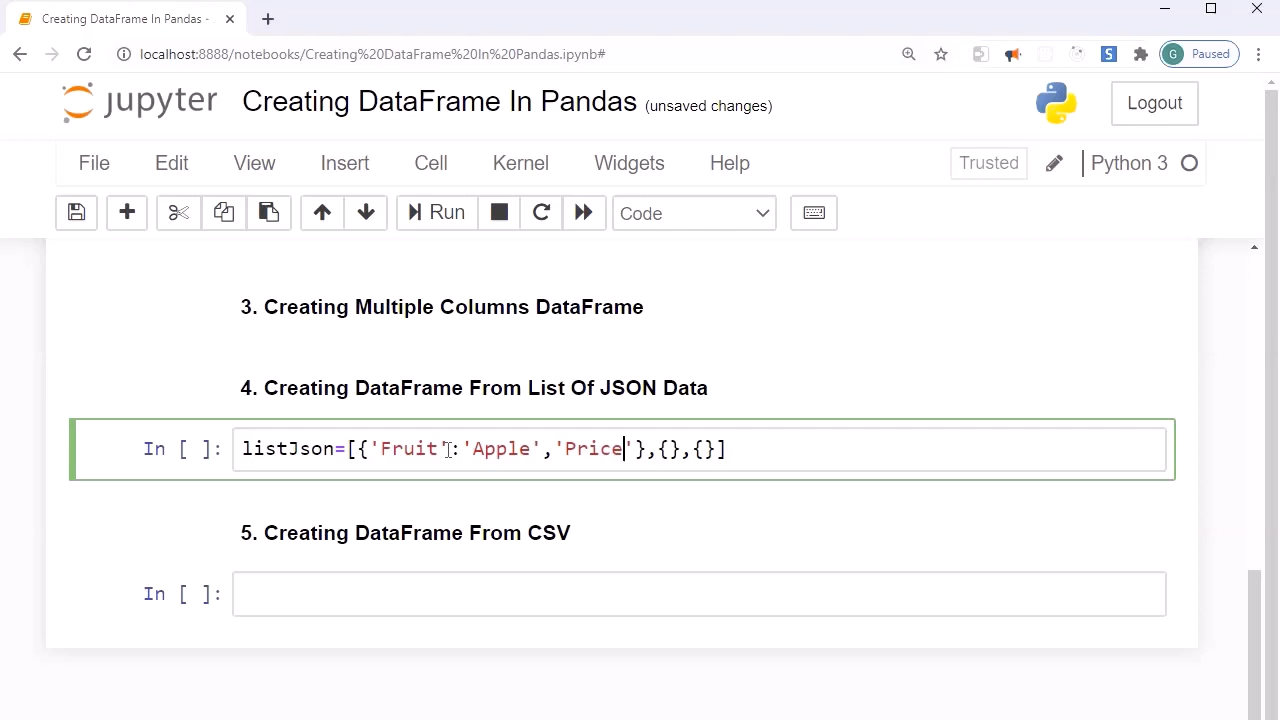 Creating DataFrame In Pandas -
localhost:8888/notebooks/Creating%20DataFrame%20In%20Pandas.ipynb#
S
G Paused
jupyter Creating DataFrame In Pandas (unsaved changes)
Logout
File Edit View Insert Cell Kernel Widgets Help
Trusted Python 3
Run Code
3. Creating Multiple Columns DataFrame
4. Creating DataFrame From List Of JSON Data
In [ ]: listJson=[{'Fruit':'Apple','Price'},{},{}]
5. Creating DataFrame From CSV
In [ ]: